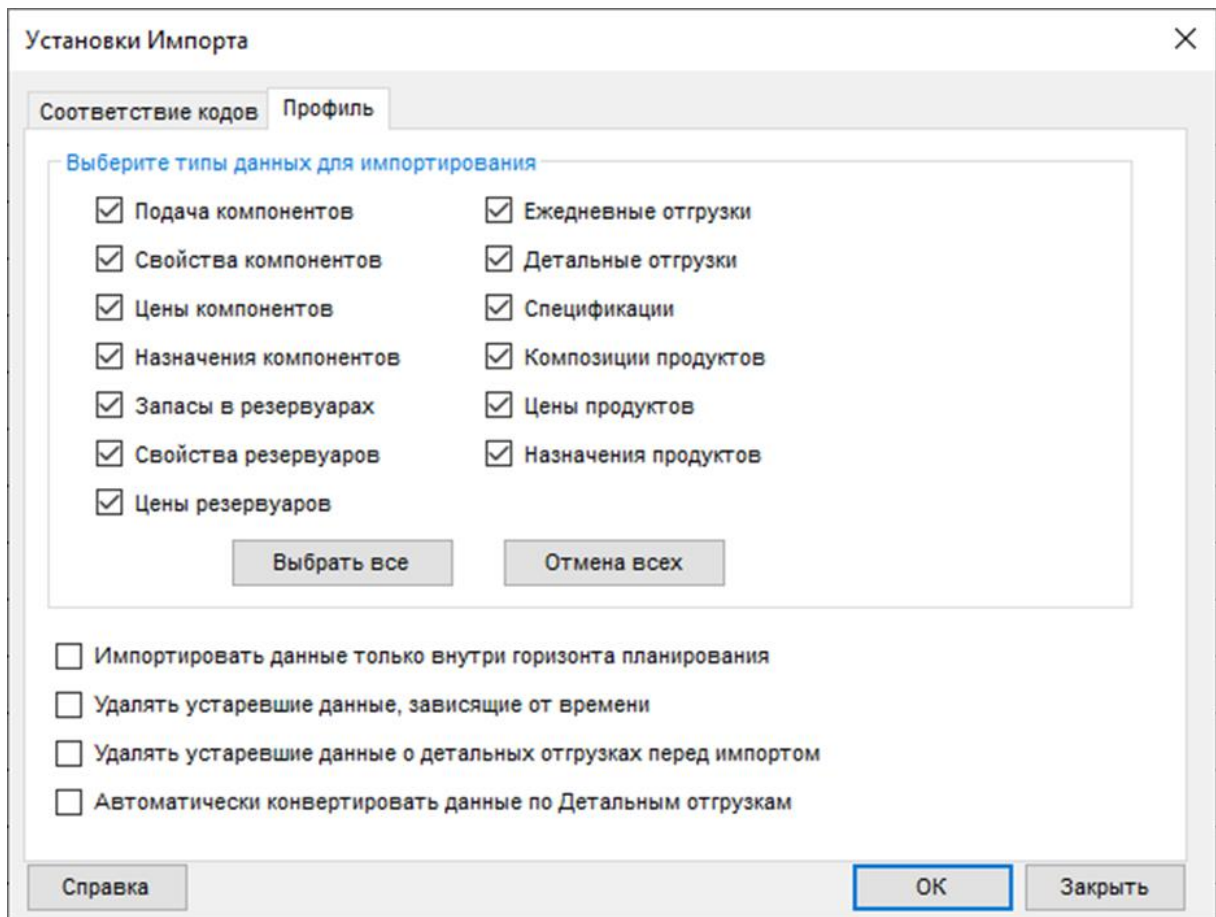 Установки Импорта
Соответствие кодов
Профиль
Выберите типы данных для импортирования
Подача компонентов
Ежедневные отгрузки
Свойства компонентов
Детальные отгрузки
Цены компонентов
Спецификации
Назначения компонентов
Композиции продуктов
Запасы в резервуарах
Цены продуктов
Свойства резервуаров
Назначения продуктов
Цены резервуаров
Выбрать все
Отмена всех
Импортировать данные только внутри горизонта планирования
Удалять устаревшие данные, зависящие от времени
Удалять устаревшие данные о детальных отгрузках перед импортом
Автоматически конвертировать данные по Детальным отгрузкам
Справка
ОК
Закрыть